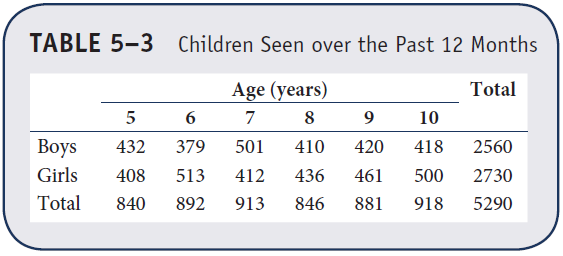 TABLE 5–3 Children Seen over the Past 12 Months
Age (years) Total
5 6 7 8 9 10
Boys 432 379 501 410 420 418 2560
Girls 408 513 412 436 461 500 2730
Total 840 892 913 846 881 918 5290